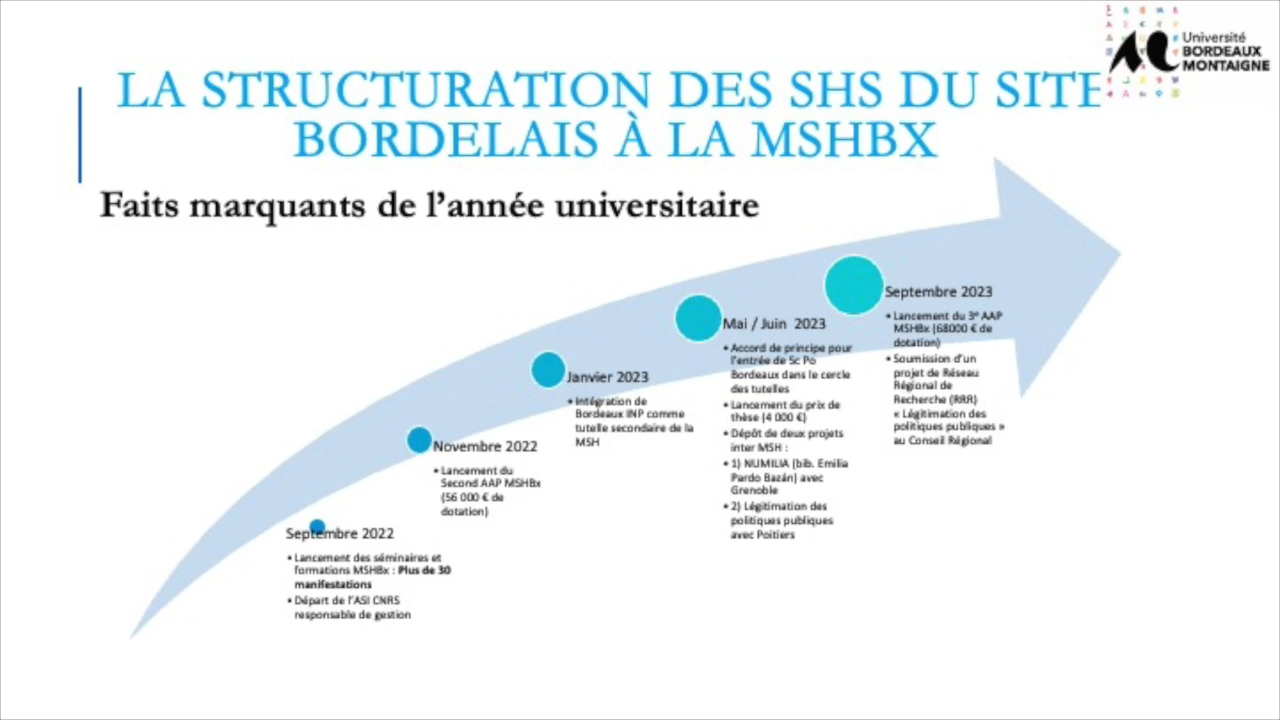 LA STRUCTURATION DES SHS DU SITE
BORDELAIS À LA MSHBX
Université
BORDEAUX
MONTAIGNE
Faits marquants de l'année universitaire
Septembre 2022
• Lancement des séminaires et
formations MSHBx : Plus de 30
manifestations
• Départ de l'ASI CNRS
responsable de gestion
Novembre 2022
• Lancement du
Second AAP MSHBx
(56 000 € de
dotation)
Janvier 2023
• Intégration de
Bordeaux INP comme
tutelle secondaire de la
MSH
Mai / Juin 2023
• Accord de principe pour
l'entrée de Sc Po
Bordeaux dans le cercle
des tutelles
• Lancement du prix de
thèse (4 000 €)
• Dépôt de deux projets
inter MSH :
• 1) NUMILIA (bib. Emilia
Pardo Bazán) avec
Grenoble
• 2) Légitimation des
politiques publiques
avec Poitiers
Septembre 2023
• Lancement du 3e AAP
MSHBx (68000 € de
dotation)
• Soumission d'un
projet de Réseau
Régional de
Recherche (RRR)
« Légitimation des
politiques publiques »
au Conseil Régional